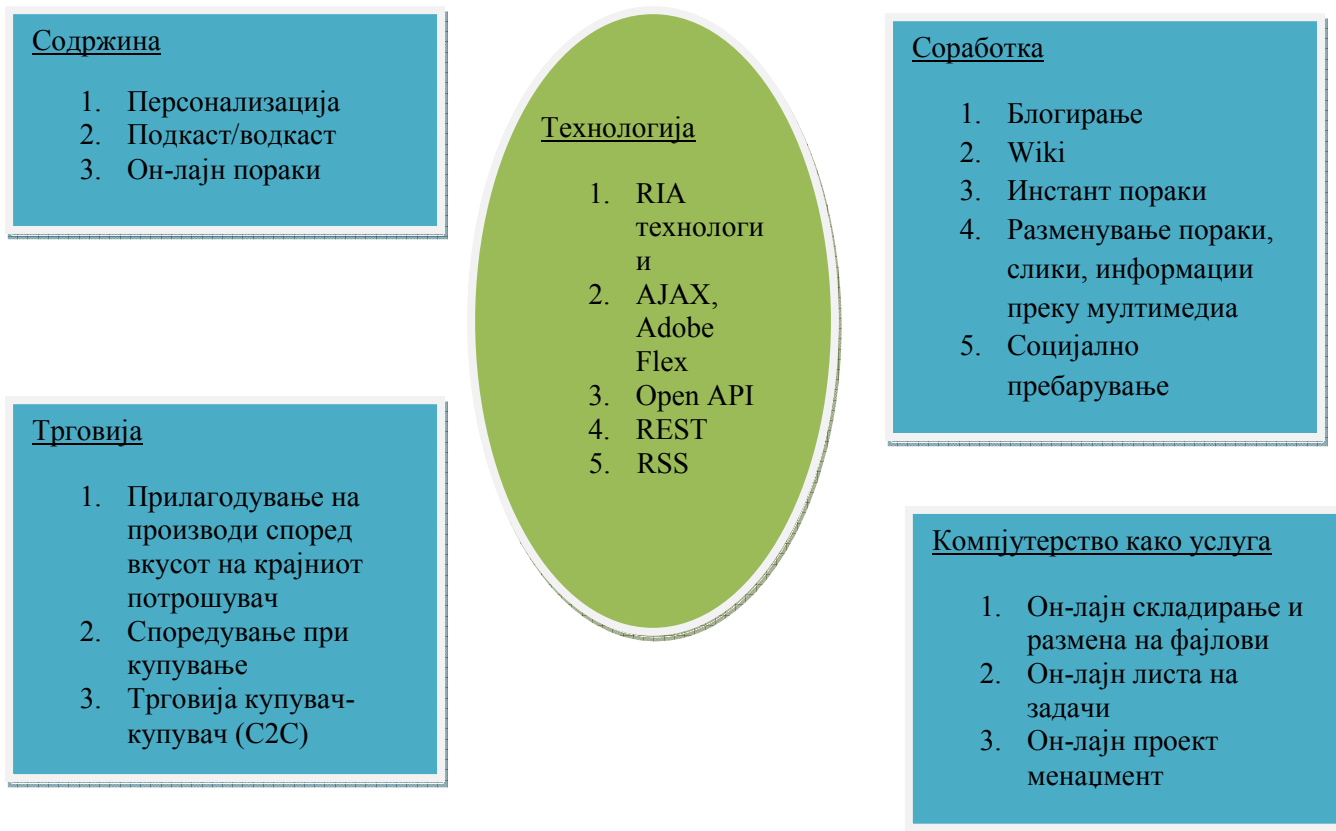 Содржина
1. Персонализација
2. Подкаст/водкаст
3. Он-лајн пораки
Трговија
1. Прилагодување на
производи според
вкусот на крајниот
потрошувач
2. Споредување при
купување
3. Трговија купувач-
купувач (C2C)
Технологија
1. RIA
технологи
и
2. AJAX,
Adobe
Flex
3. Open API
4. REST
5. RSS
Соработка
1. Блогирање
2. Wiki
3. Инстант пораки
4. Разменување пораки,
слики, информации
преку мултимедиа
5. Социјално
пребарување
Компјутерство како услуга
1. Он-лајн складирање и
размена на фајлови
2. Он-лајн листа на
задачи
3. Он-лајн проект
менаџмент